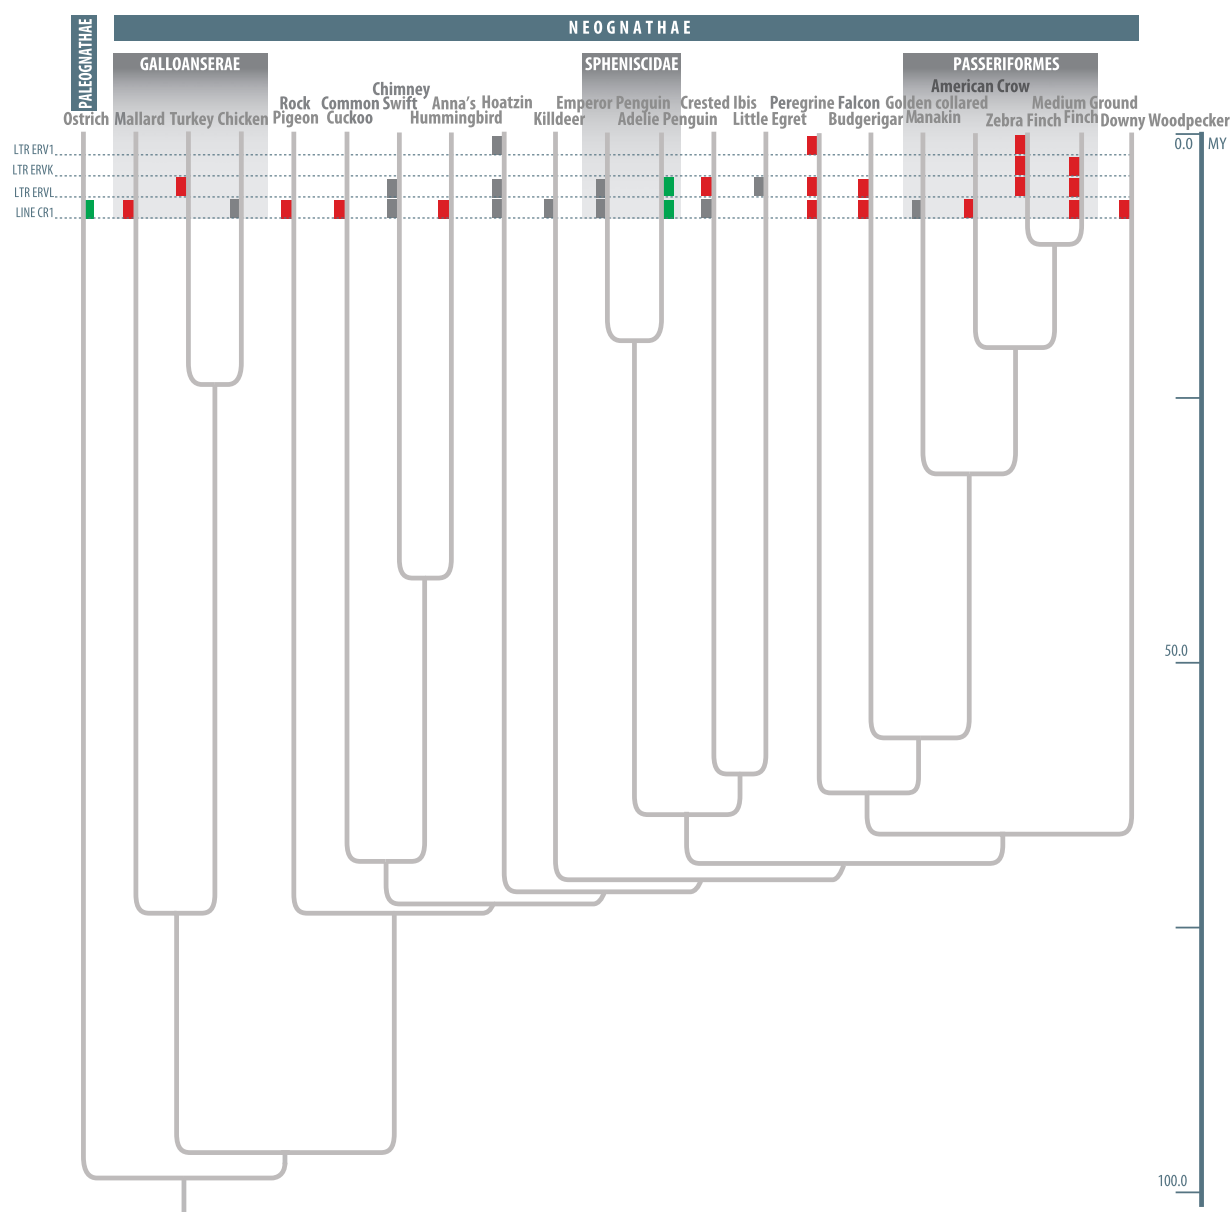 PALEOGNATHAE
NEOGNATHAE
GALLOANSERAE
SPHENISCIDAE
PASSERIFORMES
Ostrich
Mallard
Turkey
Chicken
Rock
Pigeon
Common
Cuckoo
Chimney
Swift
Anna's
Hummingbird
Hoatzin
Killdeer
Emperor Penguin
Adelie Penguin
Crested Ibis
Little Egret
Peregrine Falcon
Budgerigar
Golden collared
Manakin
American Crow
Zebra Finch
Medium Ground
Finch
Downy Woodpecker
LTR ERV1
LTR ERVK
LTR ERVL
LINE CR1
0.0
MY
50.0
100.0